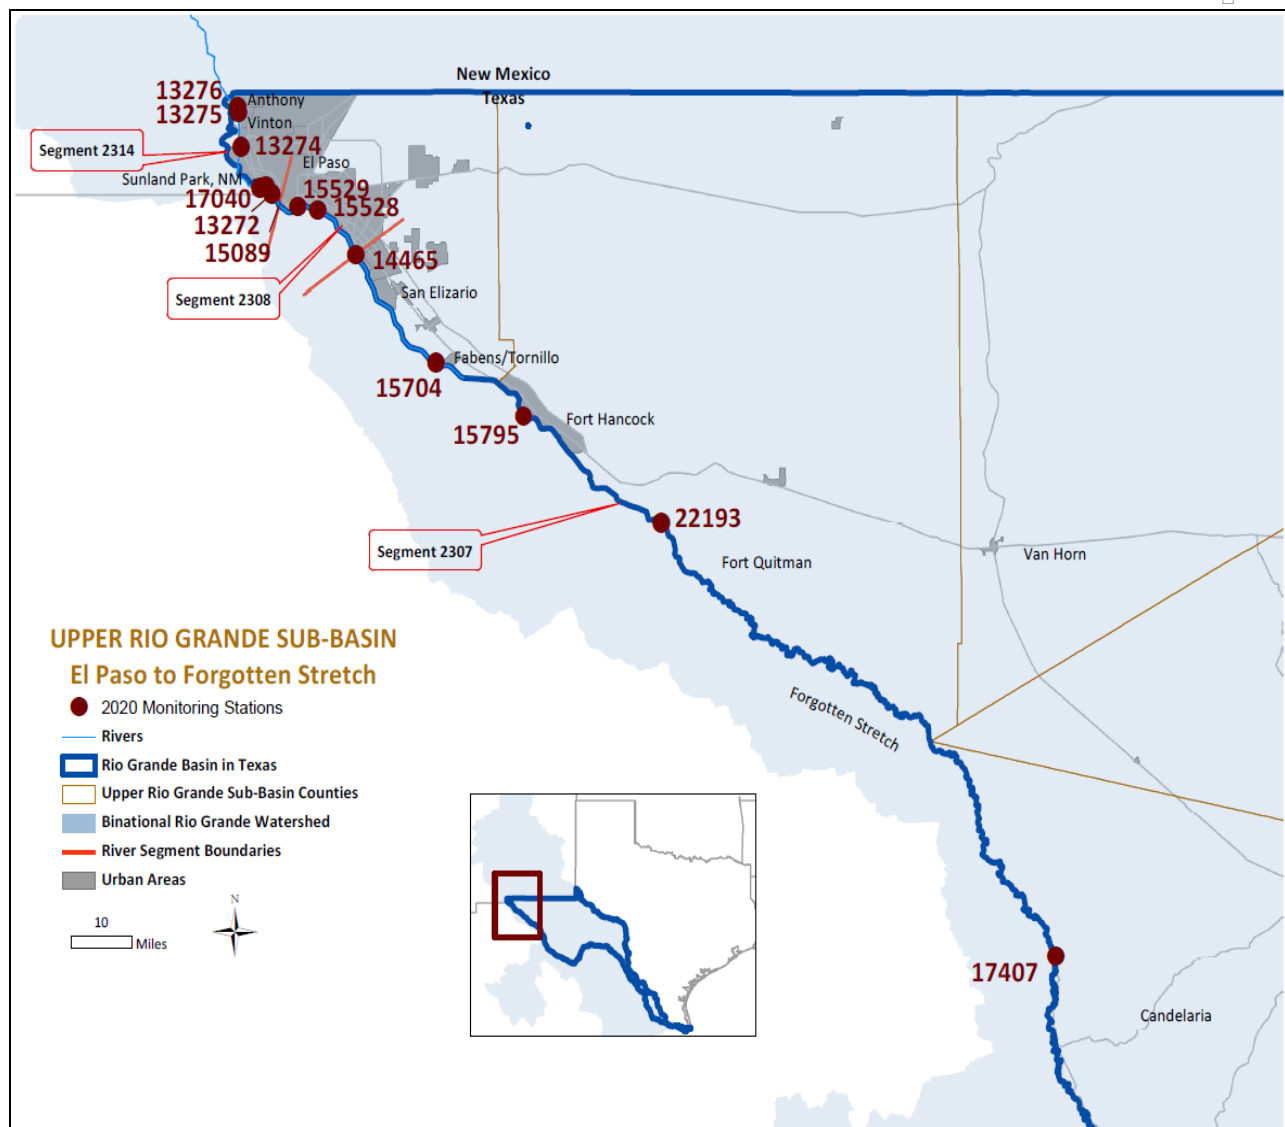 New Mexico
Texas
13276
Anthony
13275
Vinton
13274
Segment 2314
El Paso
Sunland Park, NM
17040
15529
15528
13272
15089
14465
Segment 2308
San Elizario
Fabens/Tornillo
15704
15795
Fort Hancock
22193
Segment 2307
Fort Quitman
Van Horn
Forgotten Stretch
UPPER RIO GRANDE SUB-BASIN
El Paso to Forgotten Stretch
2020 Monitoring Stations
Rivers
Rio Grande Basin in Texas
Upper Rio Grande Sub-Basin Counties
Binational Rio Grande Watershed
River Segment Boundaries
Urban Areas
N
10
Miles
17407
Candelaria